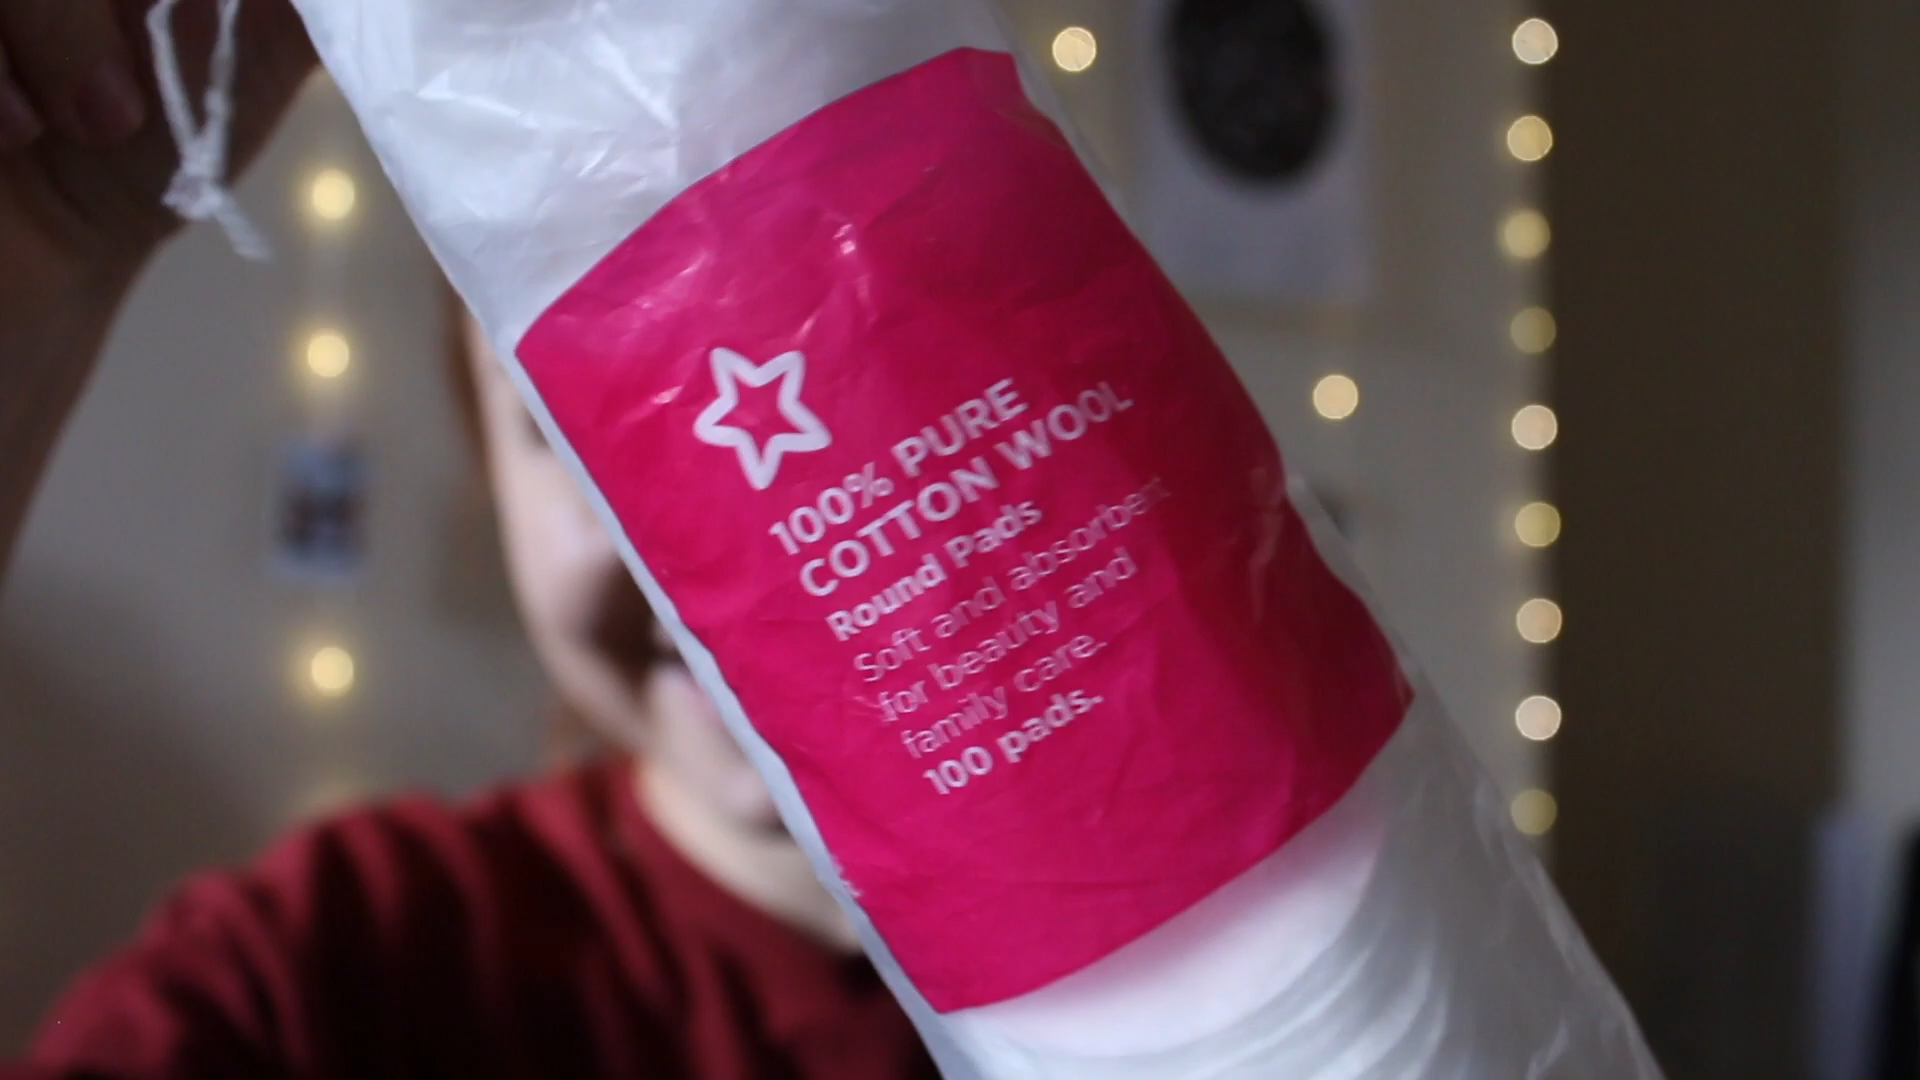 100% PURE
COTTON WOOL
Round Pads
Soft and absorbent
for beauty and
family care.
100 pads.